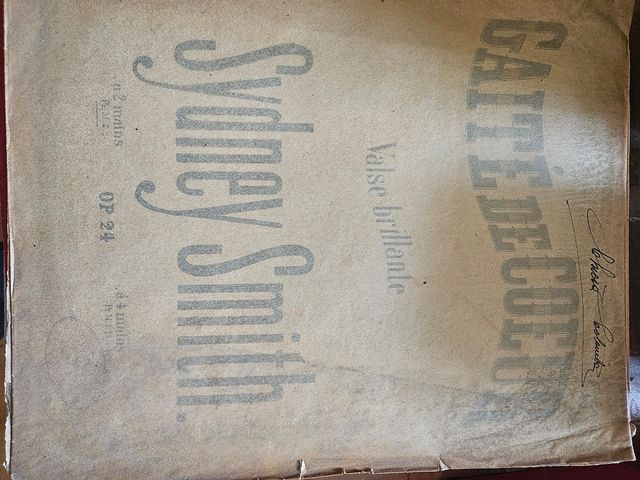 GAITÉ DE COEUR
Valse brillante
Sydney Smith.
à 2 mains
OP. 24
à 4 mains